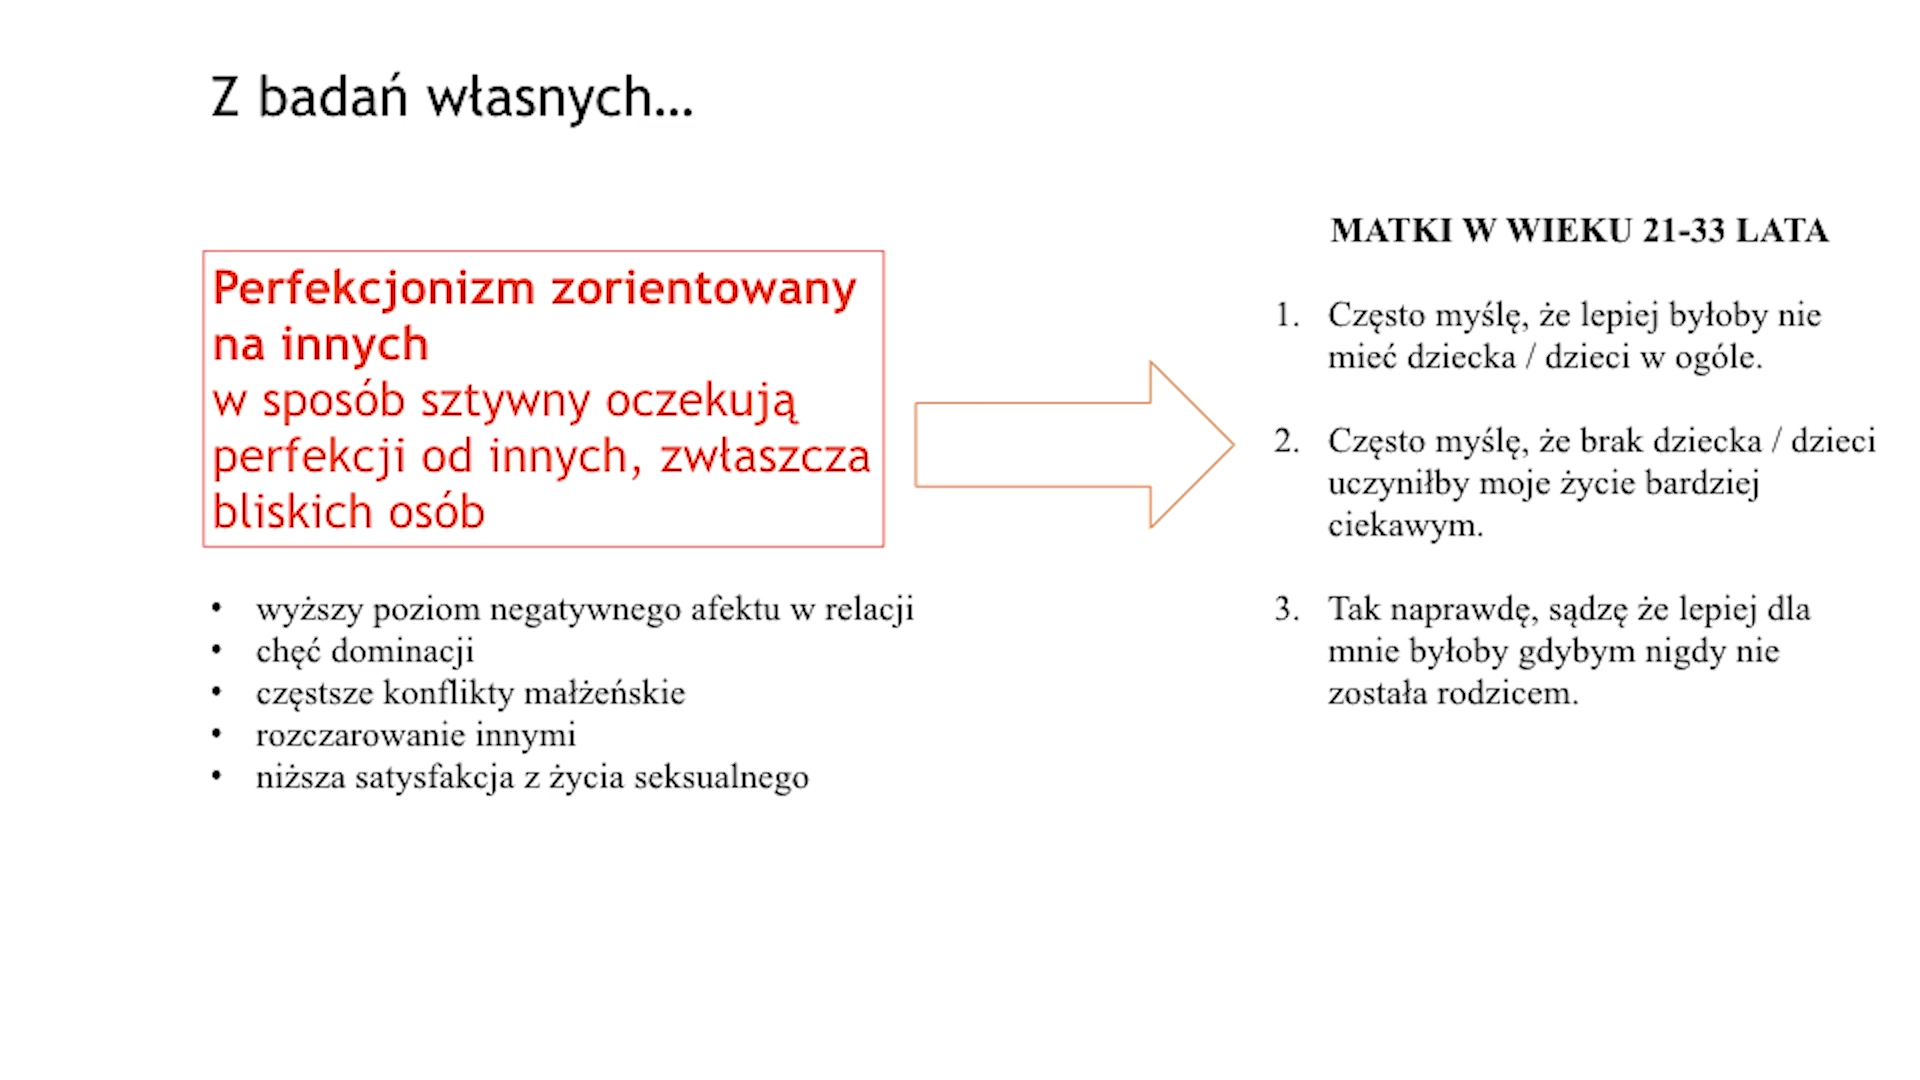 Z badań własnych...
Perfekcjonizm zorientowany
na innych
w sposób sztywny oczekują
perfekcji od innych, zwłaszcza
bliskich osób
• wyższy poziom negatywnego afektu w relacji
• chęć dominacji
• częstsze konflikty małżeńskie
• rozczarowanie innymi
• niższa satysfakcja z życia seksualnego
MATKI W WIEKU 21-33 LATA
1. Często myślę, że lepiej byłoby nie
mieć dziecka / dzieci w ogóle.
2. Często myślę, że brak dziecka / dzieci
uczyniłby moje życie bardziej
ciekawym.
3. Tak naprawdę, sądzę że lepiej dla
mnie byłoby gdybym nigdy nie
została rodzicem.